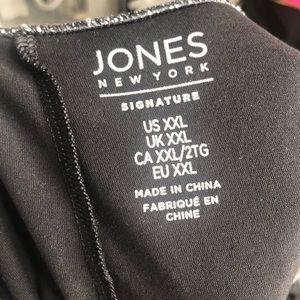 JONES
NEW YORK
SIGNATURE
US XXL
UK XXL
CA XXL/2TG
EU XXL
MADE IN CHINA
FABRIQUÉ EN
CHINE